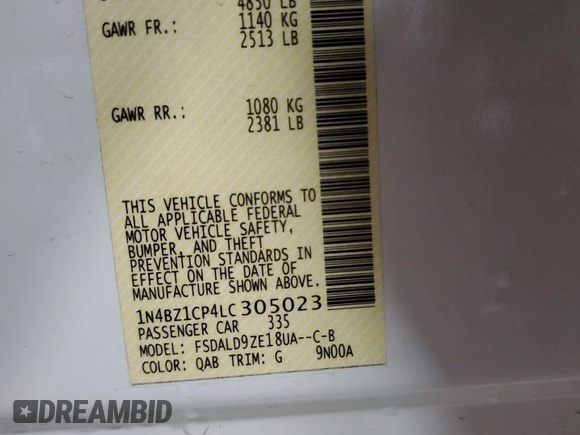 4850 LB
GAWR FR.: 1140 KG
2513 LB
GAWR RR.: 1080 KG
2381 LB
THIS VEHICLE CONFORMS TO
ALL APPLICABLE FEDERAL
MOTOR VEHICLE SAFETY,
BUMPER, AND THEFT
PREVENTION STANDARDS IN
EFFECT ON THE DATE OF
MANUFACTURE SHOWN ABOVE.
1N4BZ1CP4LC305023
PASSENGER CAR 335
MODEL: FSDALD9ZE18UA--C-B
COLOR: QAB TRIM: G 9N00A
DREAMBID